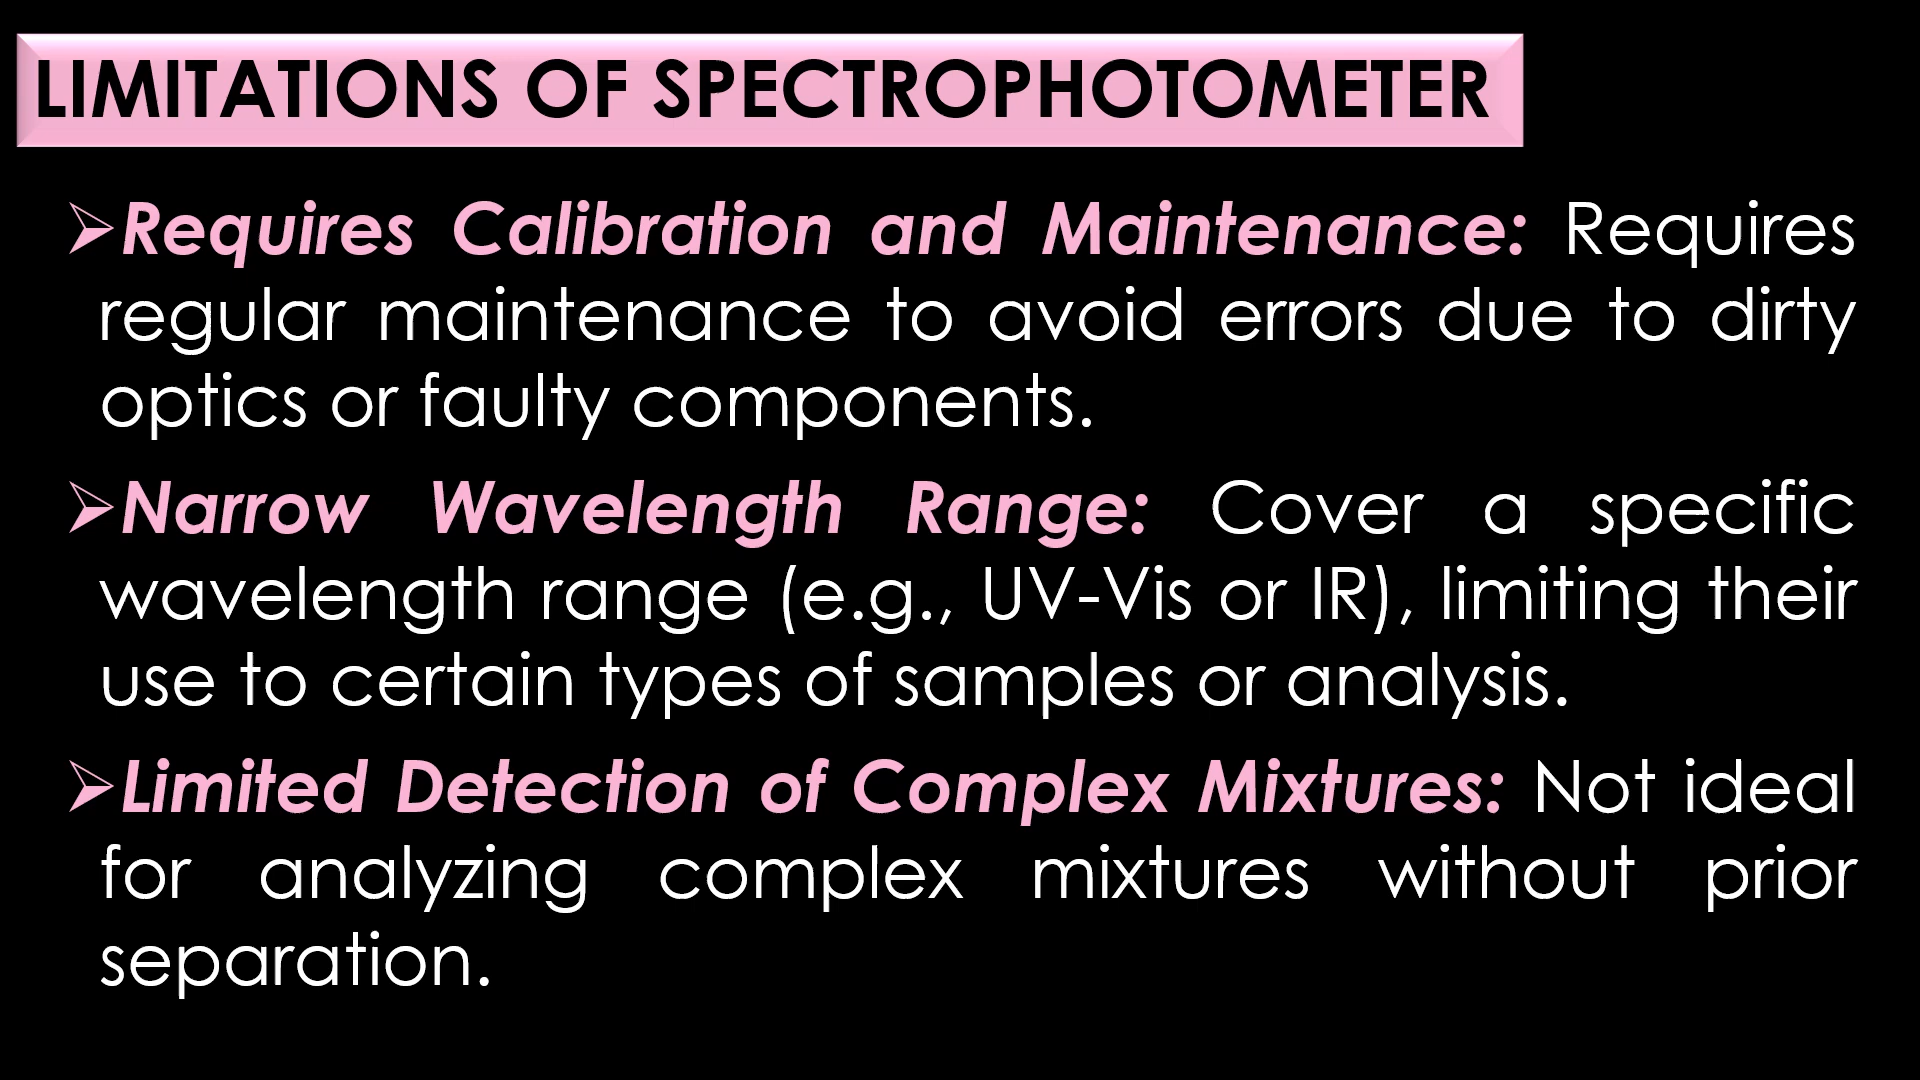 LIMITATIONS OF SPECTROPHOTOMETER
➢Requires Calibration and Maintenance: Requires
regular maintenance to avoid errors due to dirty
optics or faulty components.
➢Narrow Wavelength Range: Cover a specific
wavelength range (e.g., UV-Vis or IR), limiting their
use to certain types of samples or analysis.
➢Limited Detection of Complex Mixtures: Not ideal
for analyzing complex mixtures without prior
separation.